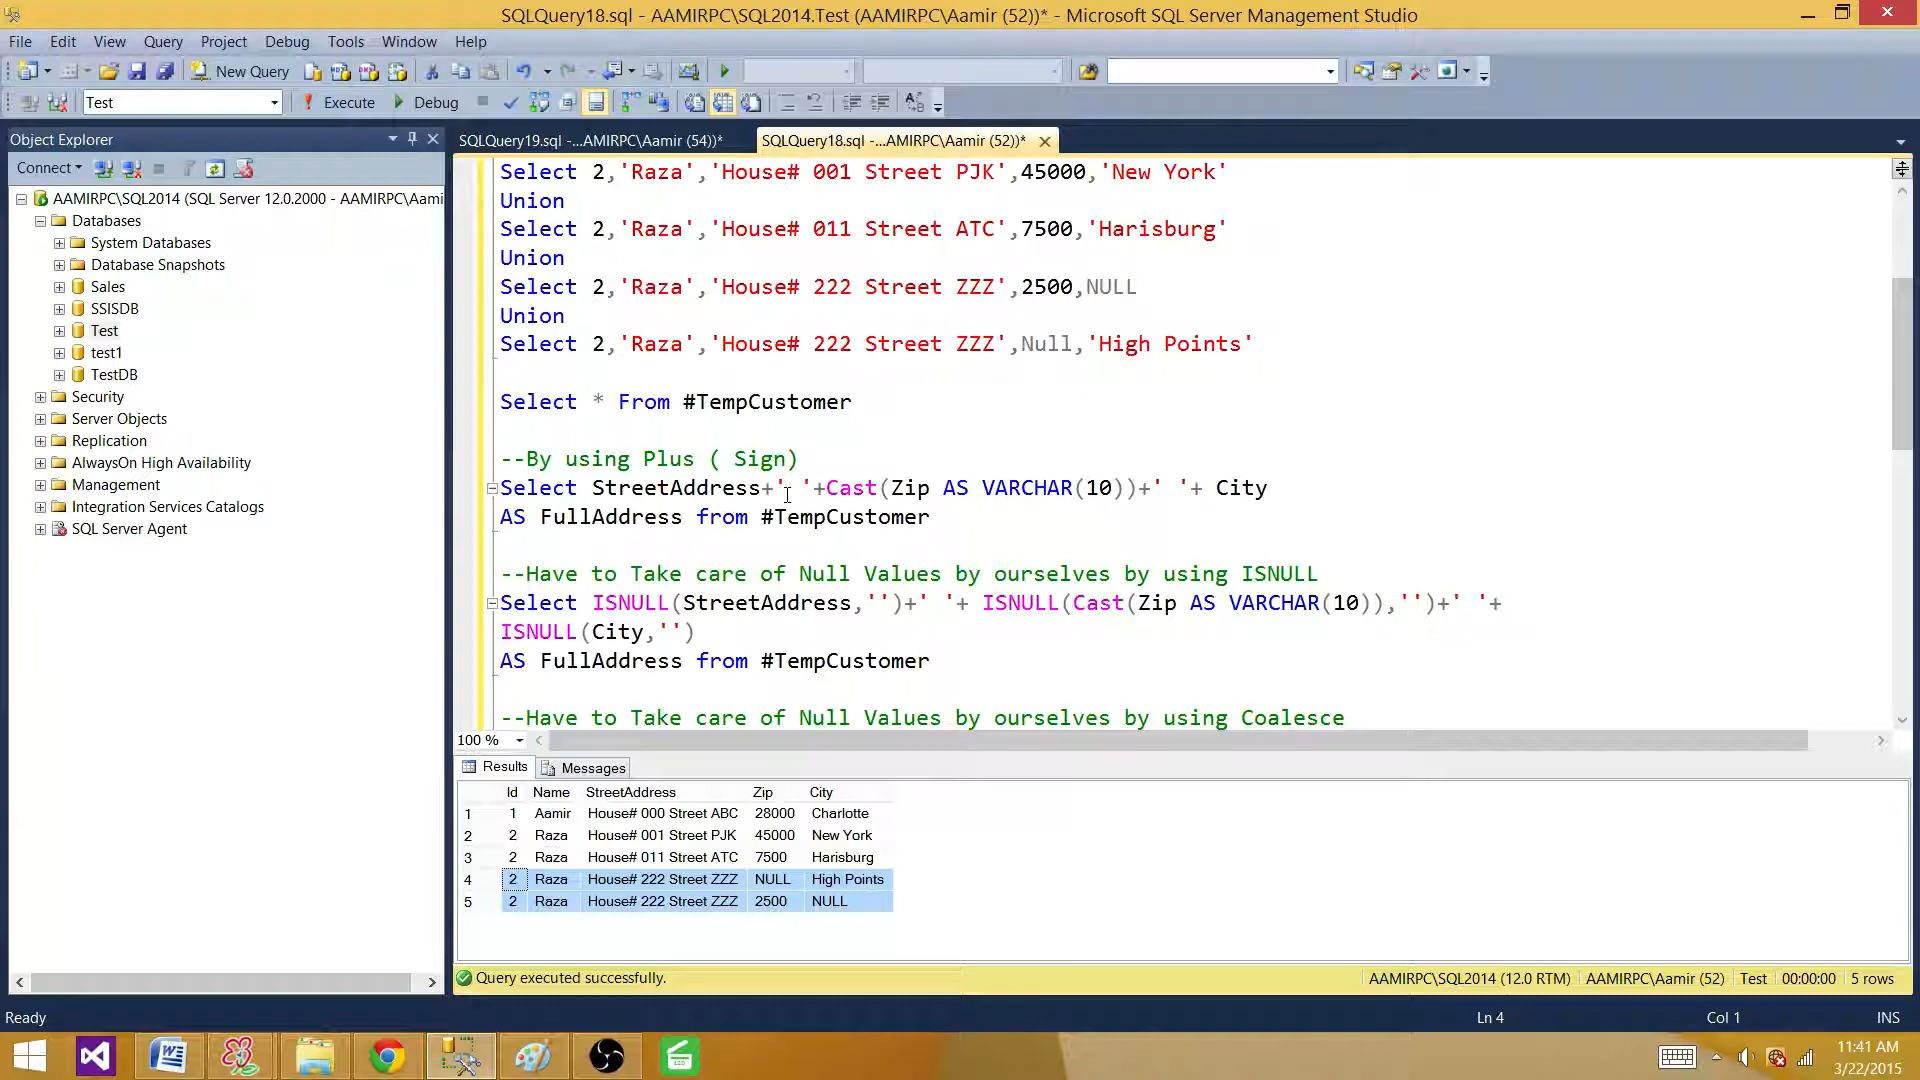 SQLQuery18.sql - AAMIRPC\SQL2014.Test (AAMIRPC\Aamir (52))* - Microsoft SQL Server Management Studio
File Edit View Query Project Debug Tools Window Help
New Query
Test Execute Debug
Object Explorer
Connect
AAMIRPC\SQL2014 (SQL Server 12.0.2000 - AAMIRPC\Aami
Databases
System Databases
Database Snapshots
Sales
SSISDB
Test
test1
TestDB
Security
Server Objects
Replication
AlwaysOn High Availability
Management
Integration Services Catalogs
SQL Server Agent
SQLQuery19.sql -...AMIRPC\Aamir (54))* SQLQuery18.sql -...AMIRPC\Aamir (52))*
Select 2,'Raza','House# 001 Street PJK',45000,'New York'
Union
Select 2,'Raza','House# 011 Street ATC',7500,'Harisburg'
Union
Select 2,'Raza','House# 222 Street ZZZ',2500,NULL
Union
Select 2,'Raza','House# 222 Street ZZZ',Null,'High Points'
Select * From #TempCustomer
--By using Plus ( Sign)
Select StreetAddress+' '+Cast(Zip AS VARCHAR(10))+' '+ City
AS FullAddress from #TempCustomer
--Have to Take care of Null Values by ourselves by using ISNULL
Select ISNULL(StreetAddress,'')+' '+ ISNULL(Cast(Zip AS VARCHAR(10)),'')+' '+
ISNULL(City,'')
AS FullAddress from #TempCustomer
--Have to Take care of Null Values by ourselves by using Coalesce
100 %
Results Messages
Id Name StreetAddress Zip City
1 1 Aamir House# 000 Street ABC 28000 Charlotte
2 2 Raza House# 001 Street PJK 45000 New York
3 2 Raza House# 011 Street ATC 7500 Harisburg
4 2 Raza House# 222 Street ZZZ NULL High Points
5 2 Raza House# 222 Street ZZZ 2500 NULL
Query executed successfully. AAMIRPC\SQL2014 (12.0 RTM) AAMIRPC\Aamir (52) Test 00:00:00 5 rows
Ready Ln 4 Col 1 INS
11:41 AM
3/22/2015